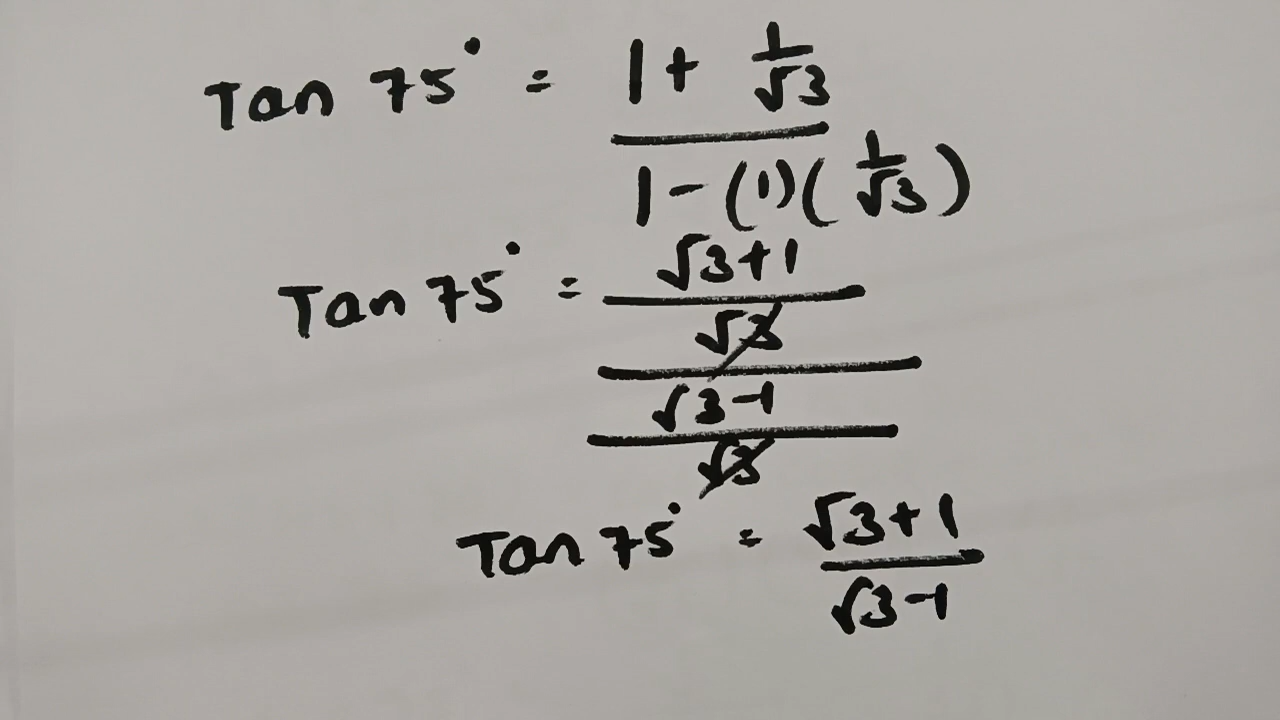 Tan 75° = 1 + 1/√3
1 - (1)(1/√3)
Tan 75° = √3+1
√3
√3-1
√3
Tan 75° = √3+1
√3-1